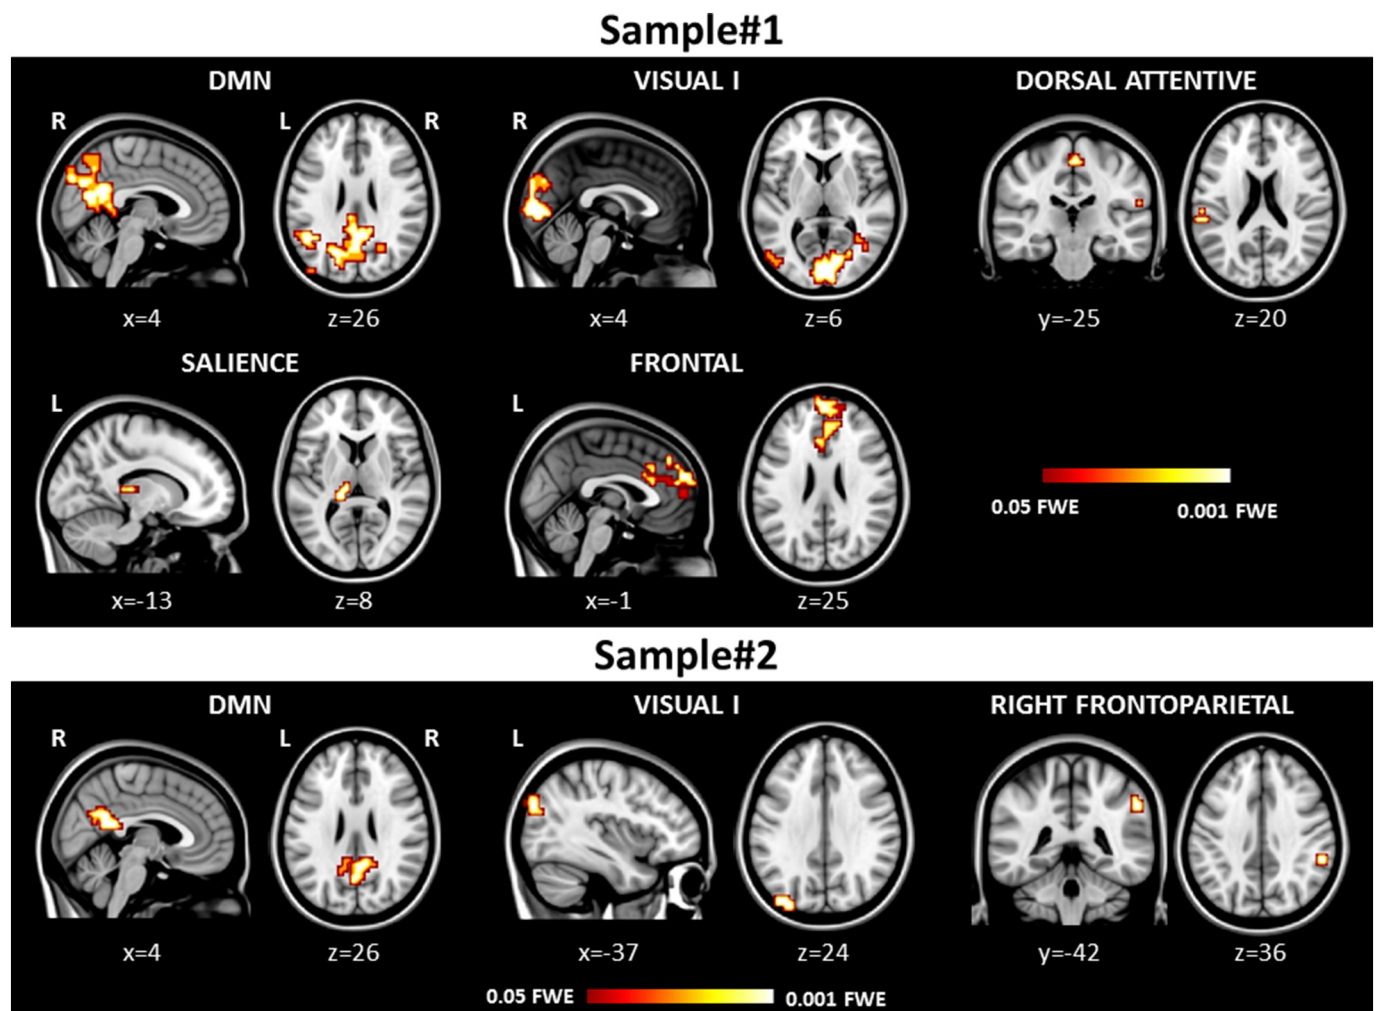 Sample#1
DMN VISUAL I DORSAL ATTENTIVE
R L R R
x=4 z=26 x=4 z=6 y=-25 z=20
SALIENCE FRONTAL
L L
0.05 FWE 0.001 FWE
x=-13 z=8 x=-1 z=25
Sample#2
DMN VISUAL I RIGHT FRONTOPARIETAL
R L R L
x=4 z=26 x=-37 z=24 y=-42 z=36
0.05 FWE 0.001 FWE